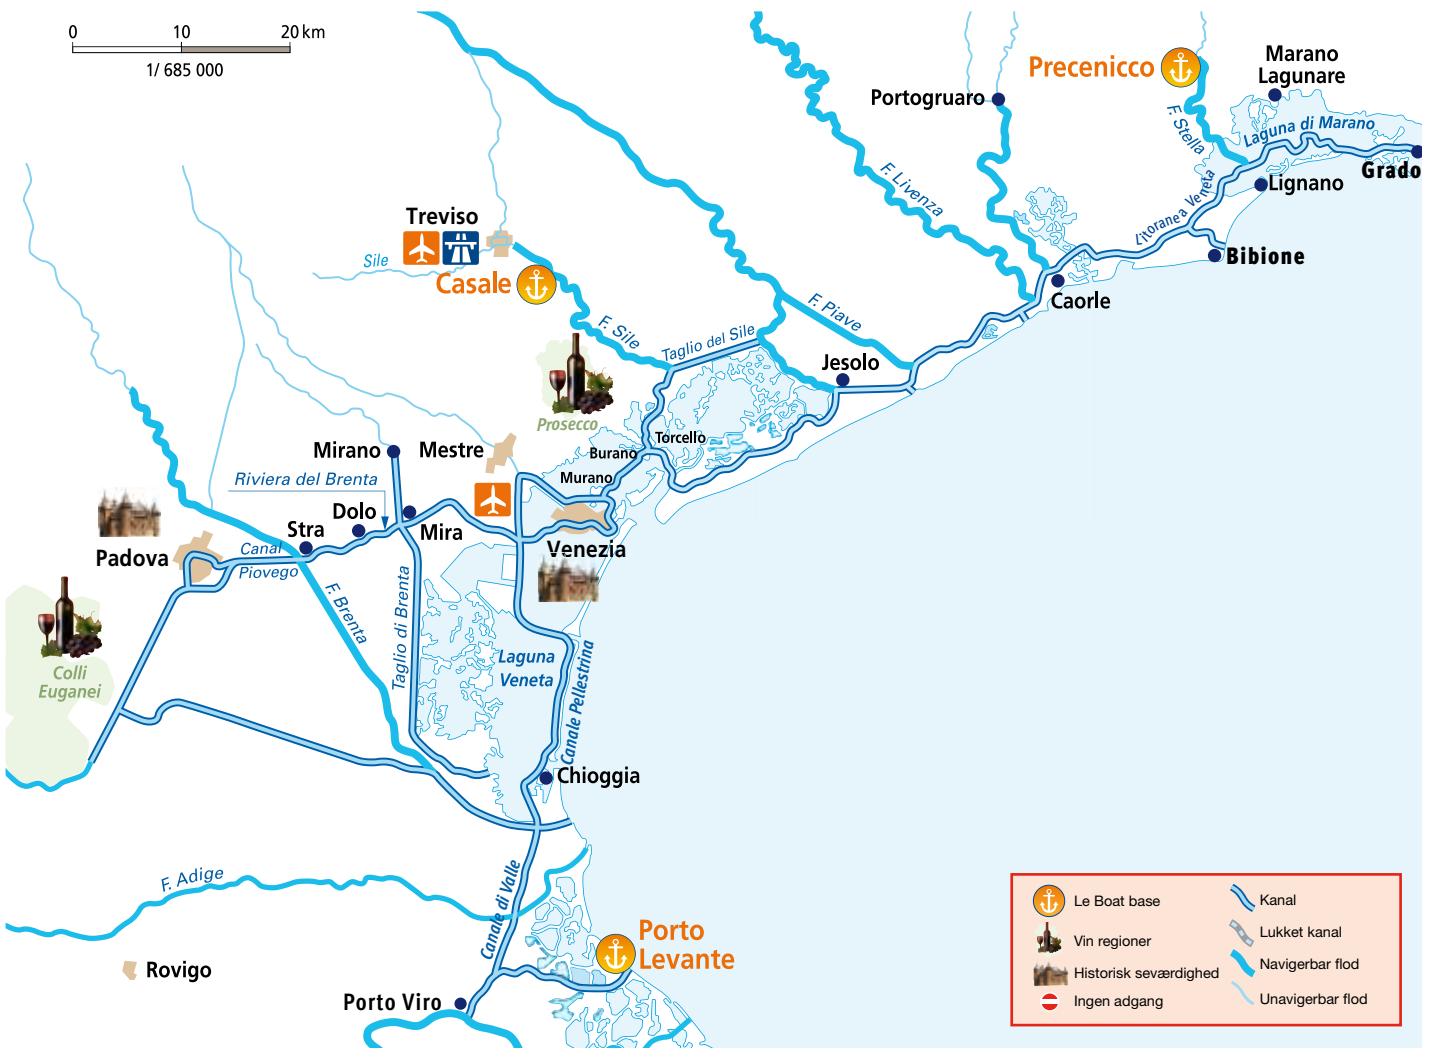 0 10 20 km
1/ 685 000
Precenicco
Marano
Lagunare
Portogruaro
F. Stella
Laguna di Marano
Grado
Lignano
F. Livenza
Litoranea Veneta
Bibione
Treviso
Sile
Casale
Caorle
F. Sile
Taglio del Sile
F. Piave
Jesolo
Prosecco
Torcello
Burano
Murano
Mirano
Mestre
Riviera del Brenta
Dolo
Stra
Mira
Venezia
Padova
Canal
Piovego
F. Brenta
Taglio di Brenta
Laguna
Veneta
Canale Pellestrina
Colli
Euganei
Chioggia
F. Adige
Canale di Valle
Porto
Levante
Rovigo
Porto Viro
Le Boat base
Vin regioner
Historisk seværdighed
Ingen adgang
Kanal
Lukket kanal
Navigerbar flod
Unavigerbar flod